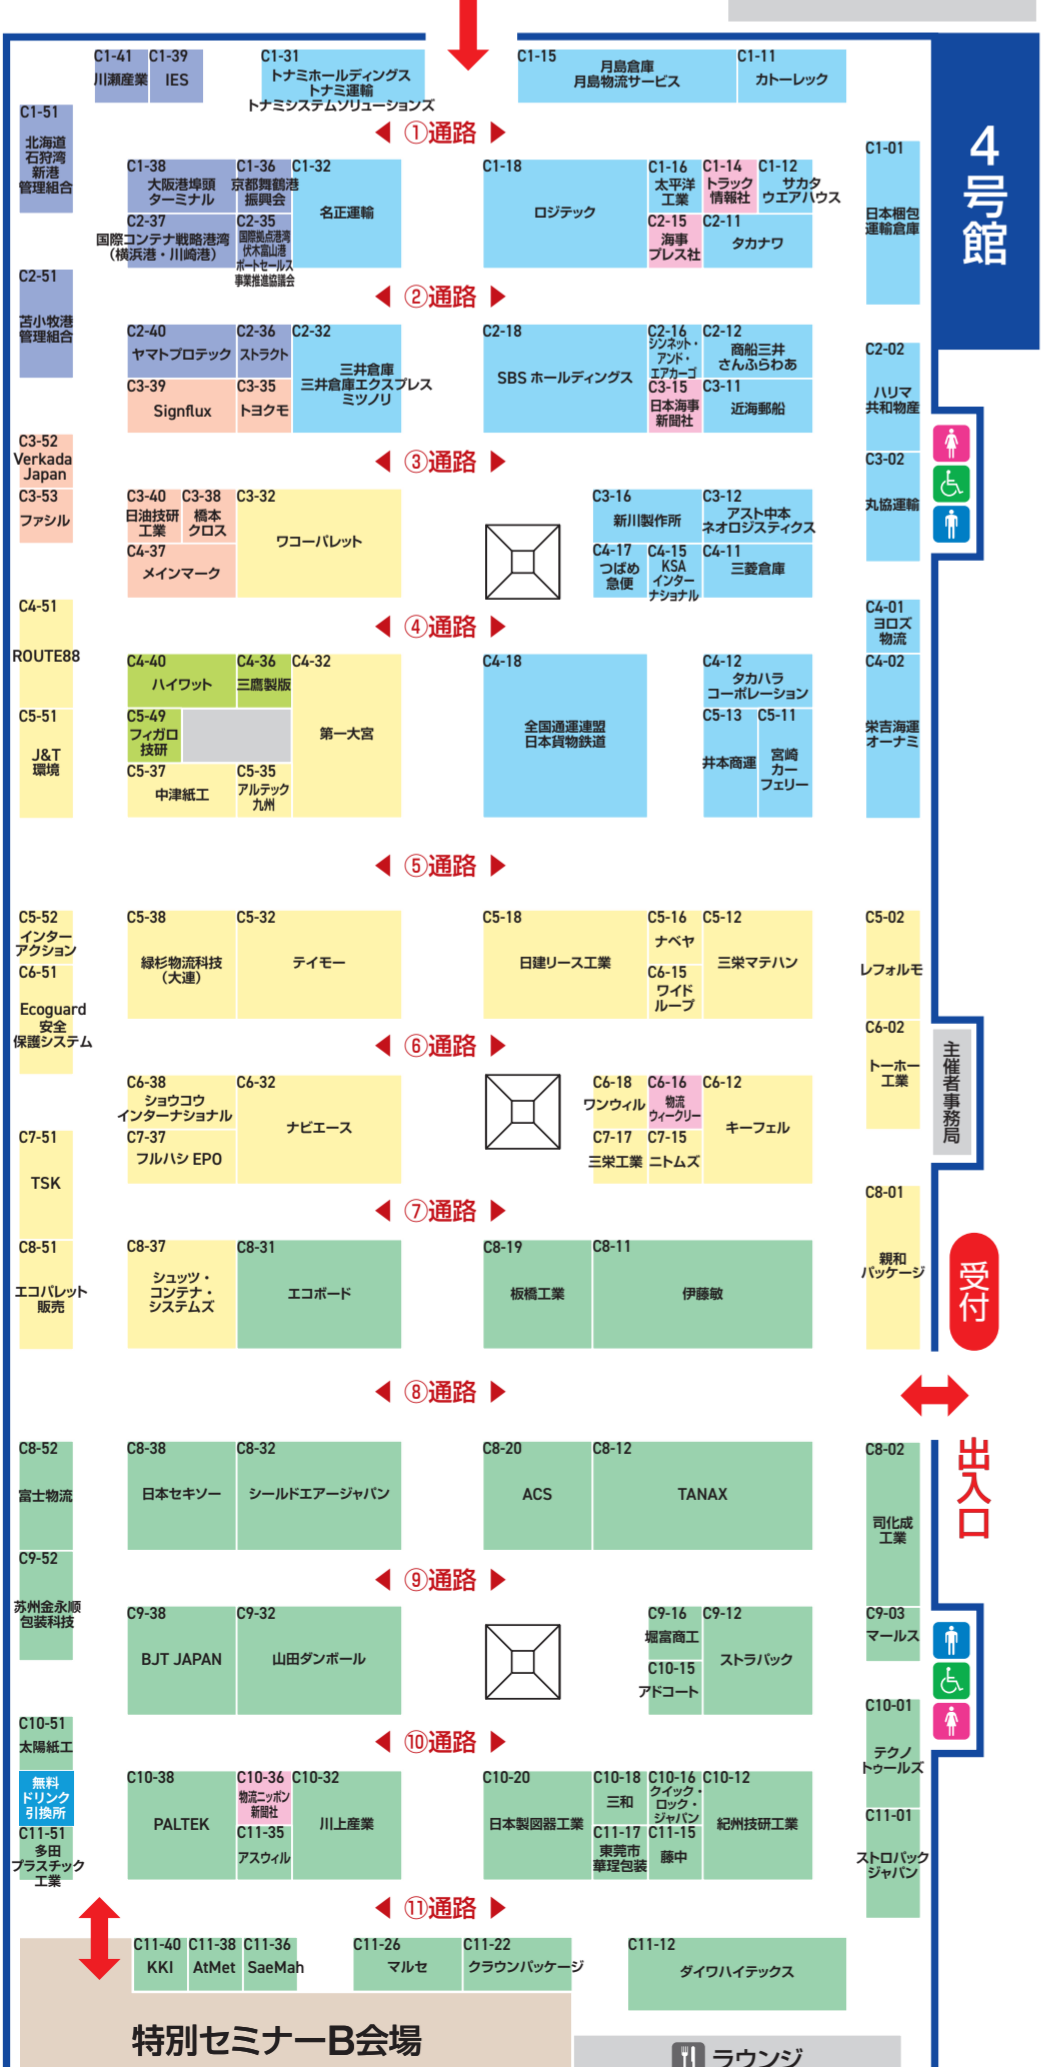 4号館
C1-41
川瀬産業
C1-39
IES
C1-31
トナミホールディングス
トナミ運輸
トナミシステムソリューションズ
C1-15
月島倉庫
月島物流サービス
C1-11
カトーレック
①通路
C1-51
北海道
石狩湾
新港
管理組合
C1-38
大阪港埠頭
ターミナル
C1-36
京都舞鶴港
振興会
C1-32
名正運輸
C2-37
国際コンテナ戦略港湾
(横浜港・川崎港)
C2-35
国際拠点港湾
伏木富山港
ポートセールス
事業推進協議会
C1-18
ロジテック
C1-16
太平洋
工業
C1-14
トラック
情報社
C1-12
サカタ
ウエアハウス
C2-15
海事
プレス社
C2-11
タカナワ
C1-01
日本梱包
運輸倉庫
②通路
C2-51
苫小牧港
管理組合
C2-40
ヤマトプロテック
C2-36
ストラクト
C2-32
三井倉庫
三井倉庫エクスプレス
ミツノリ
C3-39
Signflux
C3-35
トヨクモ
C2-18
SBS ホールディングス
C2-16
シンネット・
アンド・
エアカーゴ
C2-12
商船三井
さんふらわあ
C3-15
日本海事
新聞社
C3-11
近海郵船
C2-02
ハリマ
共和物産
③通路
C3-52
Verkada
Japan
C3-53
ファシル
C3-40
日油技研
工業
C3-38
橋本
クロス
C3-32
ワコーパレット
C4-37
メインマーク
C3-16
新川製作所
C3-12
アスト中本
ネオロジスティクス
C4-17
つばめ
急便
C4-15
KSA
インター
ナショナル
C4-11
三菱倉庫
C3-02
丸協運輸
④通路
C4-51
ROUTE88
C5-51
J&T
環境
C4-40
ハイワット
C4-36
三鷹製版
C4-32
第一大宮
C5-49
フィガロ
技研
C5-37
中津紙工
C5-35
アルテック
九州
C4-18
全国通運連盟
日本貨物鉄道
C4-12
タカハラ
コーポレーション
C5-13
井本商運
C5-11
宮崎
カー
フェリー
C4-01
ヨロズ
物流
C4-02
栄吉海運
オーナミ
⑤通路
C5-52
インター
アクション
C6-51
Ecoguard
安全
保護システム
C5-38
緑杉物流科技
(大連)
C5-32
テイモー
C5-18
日建リース工業
C5-16
ナベヤ
C6-15
ワイド
ループ
C5-12
三栄マテハン
C5-02
レフォルモ
⑥通路
C6-02
トーホー
工業
主催者事務局
C6-38
ショウコウ
インターナショナル
C6-32
ナビエース
C7-37
フルハシ EPO
C6-18
ワンウィル
C6-16
物流
ウィークリー
C6-12
キーフェル
C7-17
三栄工業
C7-15
ニトムズ
C7-51
TSK
⑦通路
C8-01
親和
パッケージ
受付
C8-51
エコパレット
販売
C8-37
シュッツ・
コンテナ・
システムズ
C8-31
エコボード
C8-19
板橋工業
C8-11
伊藤敏
⑧通路
出入口
C8-52
富士物流
C8-38
日本セキソー
C8-32
シールドエアージャパン
C8-20
ACS
C8-12
TANAX
C8-02
司化成
工業
⑨通路
C9-52
苏州金永顺
包装科技
C9-38
BJT JAPAN
C9-32
山田ダンボール
C9-16
堀富商工
C10-15
アドコート
C9-12
ストラパック
C9-03
マールス
⑩通路
C10-51
太陽紙工
無料
ドリンク
引換所
C11-51
多田
プラスチック
工業
C10-38
PALTEK
C10-36
物流ニッポン
新聞社
C11-35
アスウィル
C10-32
川上産業
C10-20
日本製図器工業
C10-18
三和
C10-16
クイック・
ロック・
ジャパン
C10-12
紀州技研工業
C11-17
東莞市
華珵包装
C11-15
藤中
C10-01
テクノ
トゥールズ
C11-01
ストロパック
ジャパン
⑪通路
C11-40
KKI
C11-38
AtMet
C11-36
SaeMah
C11-26
マルセ
C11-22
クラウンパッケージ
C11-12
ダイワハイテックス
特別セミナーB会場
ラウンジ